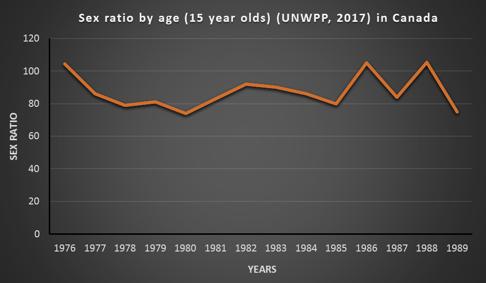 Sex ratio by age (15 year olds) (UNWPP, 2017) in Canada
120
100
80
60
40
20
0
SEX RATIO
1976 1977 1978 1979 1980 1981 1982 1983 1984 1985 1986 1987 1988 1989
YEARS